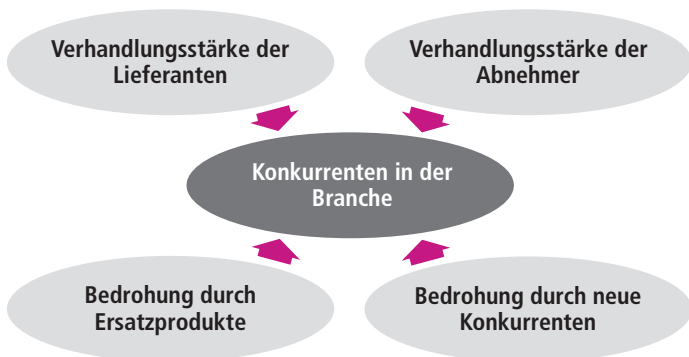 Verhandlungsstärke der
Lieferanten
Verhandlungsstärke der
Abnehmer
Konkurrenten in der
Branche
Bedrohung durch
Ersatzprodukte
Bedrohung durch neue
Konkurrenten